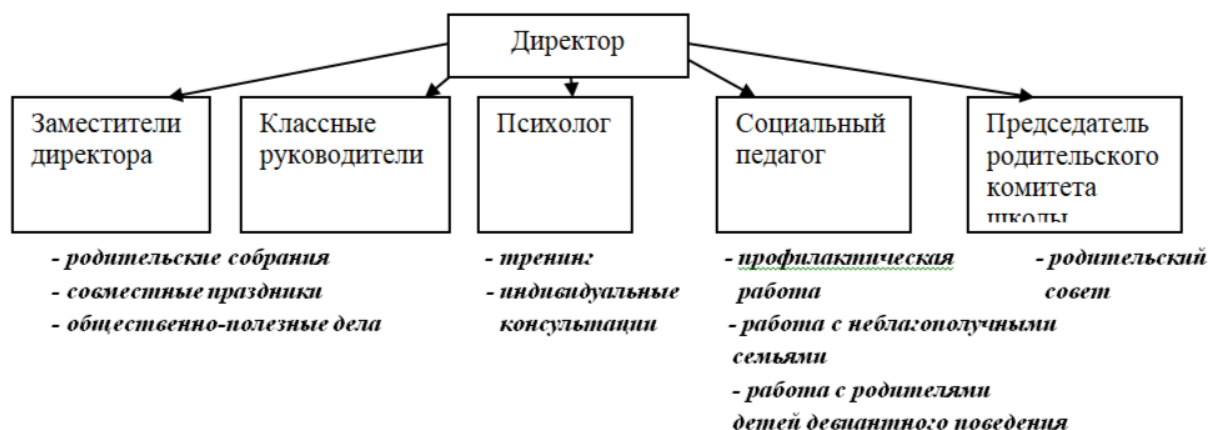 Директор
Заместители
директора
Классные
руководители
Психолог
Социальный
педагог
Председатель
родительского
комитета
школы
- родительские собрания
- совместные праздники
- общественно-полезные дела
- тренинг
- индивидуальные
консультации
- профилактическая
работа
- работа с неблагополучными
семьями
- работа с родителями
детей девиантного поведения
- родительский
совет